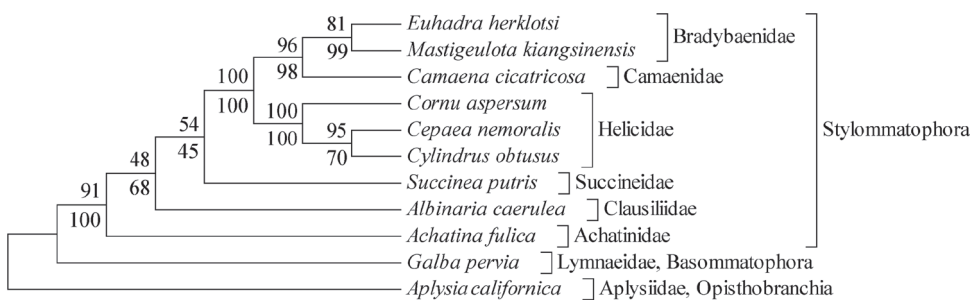 81
Euhadra herklotsi
96
99
Mastigeulota kiangsinensis
Bradybaenidae
100
98
Camaena cicatricosa
Camaenidae
100
100
Cornu aspersum
54
100
95
Cepaea nemoralis
Helicidae
Stylommatophora
48
45
70
Cylindrus obtusus
91
68
Succinea putris
Succineidae
100
Albinaria caerulea
Clausiliidae
Achatina fulica
Achatinidae
Galba pervia
Lymnaeidae, Basommatophora
Aplysia californica
Aplysiidae, Opisthobranchia